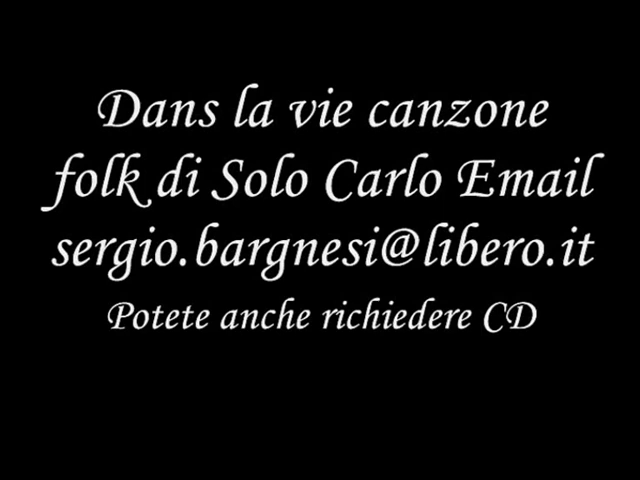 Dans la vie canzone
folk di Solo Carlo Email
sergio.bargnesi@libero.it
Potete anche richiedere CD